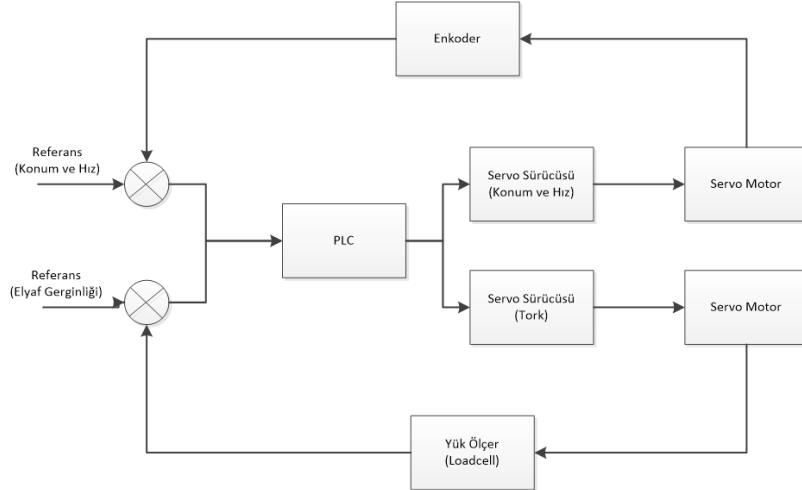 Enkoder
Referans
(Konum ve Hız)
Servo Sürücüsü
(Konum ve Hız)
Servo Motor
PLC
Referans
(Elyaf Gerginliği)
Servo Sürücüsü
(Tork)
Servo Motor
Yük Ölçer
(Loadcell)